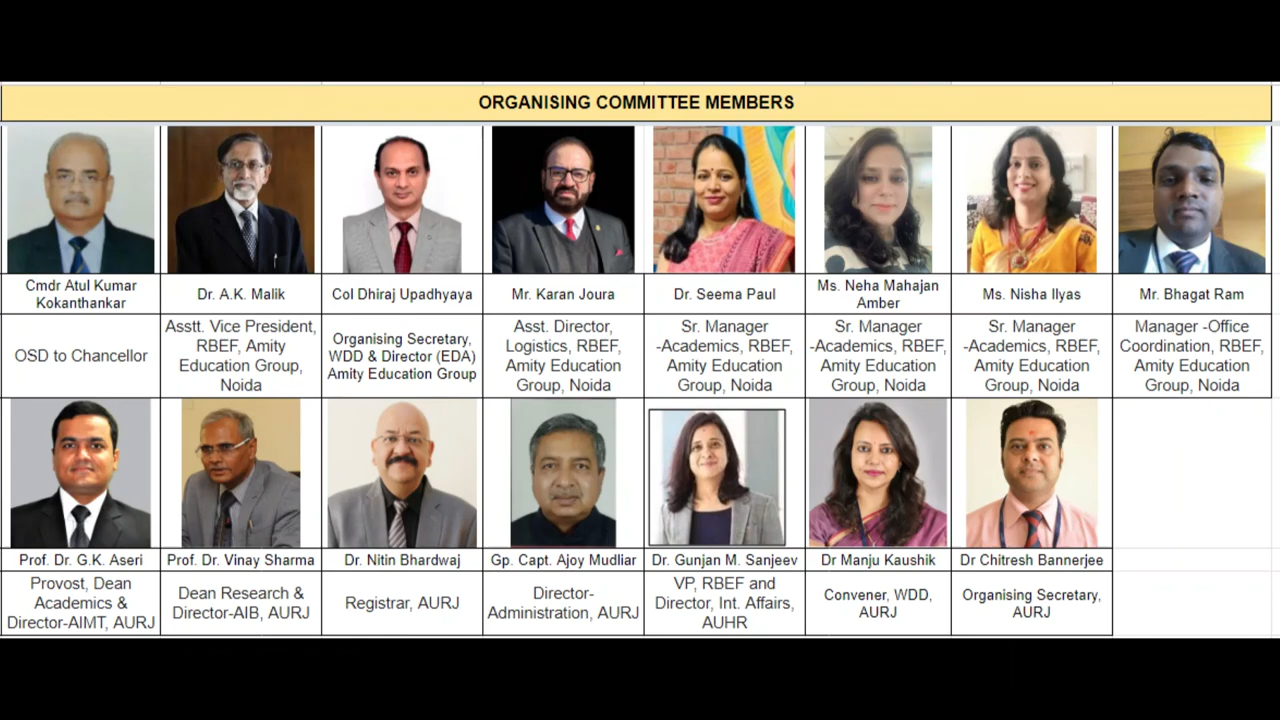 ORGANISING COMMITTEE MEMBERS
Cmdr Atul Kumar
Kokanthankar
Dr. A.K. Malik
Col Dhiraj Upadhyaya
Mr. Karan Joura
Dr. Seema Paul
Ms. Neha Mahajan
Amber
Ms. Nisha Ilyas
Mr. Bhagat Ram
OSD to Chancellor
Asstt. Vice President,
RBEF, Amity
Education Group,
Noida
Organising Secretary,
WDD & Director (EDA)
Amity Education Group
Asst. Director,
Logistics, RBEF,
Amity Education
Group, Noida
Sr. Manager
-Academics, RBEF,
Amity Education
Group, Noida
Sr. Manager
-Academics, RBEF,
Amity Education
Group, Noida
Sr. Manager
-Academics, RBEF,
Amity Education
Group, Noida
Manager -Office
Coordination, RBEF,
Amity Education
Group, Noida
Prof. Dr. G.K. Aseri
Prof. Dr. Vinay Sharma
Dr. Nitin Bhardwaj
Gp. Capt. Ajoy Mudliar
Dr. Gunjan M. Sanjeev
Dr Manju Kaushik
Dr Chitresh Bannerjee
Provost, Dean
Academics &
Director-AIMT, AURJ
Dean Research &
Director-AIB, AURJ
Registrar, AURJ
Director-
Administration, AURJ
VP, RBEF and
Director, Int. Affairs,
AUHR
Convener, WDD,
AURJ
Organising Secretary,
AURJ